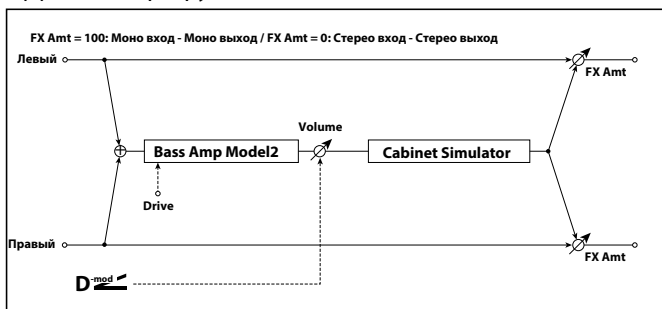 FX Amt = 100: Моно вход - Моно выход / FX Amt = 0: Стерео вход - Стерео выход
Левый
FX Amt
Volume
Bass Amp Model2
Cabinet Simulator
Drive
Правый
FX Amt
D-mod